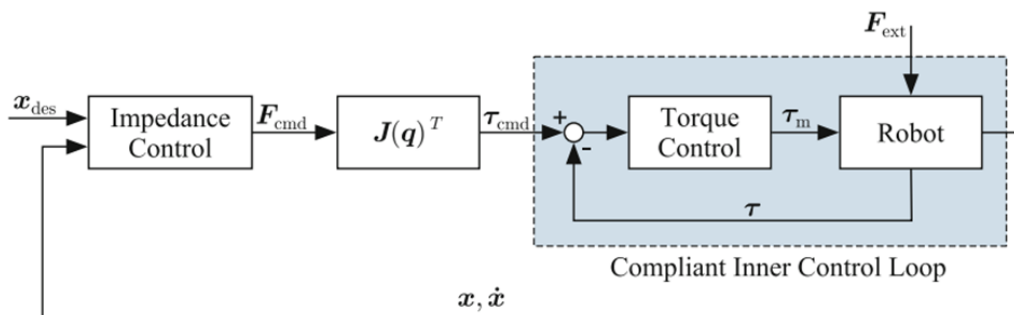 F_ext
x_des
Impedance
Control
F_cmd
J(q)^T
τ_cmd
+
-
Torque
Control
τ_m
Robot
τ
Compliant Inner Control Loop
x, ẋ